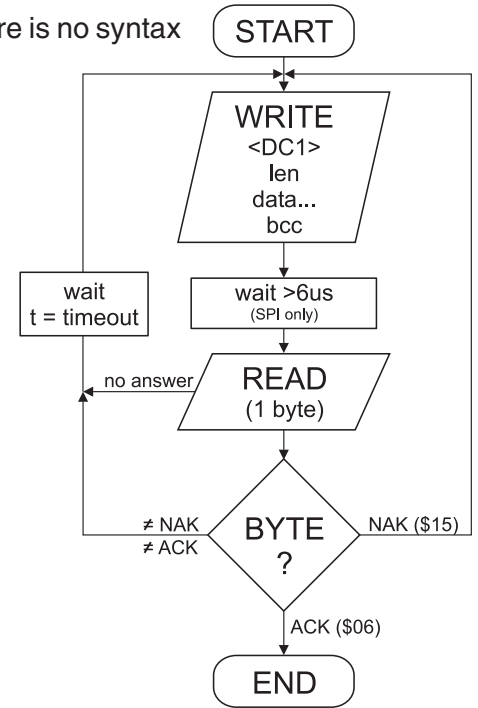 re is no syntax
START
WRITE
<DC1>
len
data...
bcc
wait
t = timeout
wait >6us
(SPI only)
no answer
READ
(1 byte)
≠ NAK
≠ ACK
BYTE
?
NAK ($15)
ACK ($06)
END